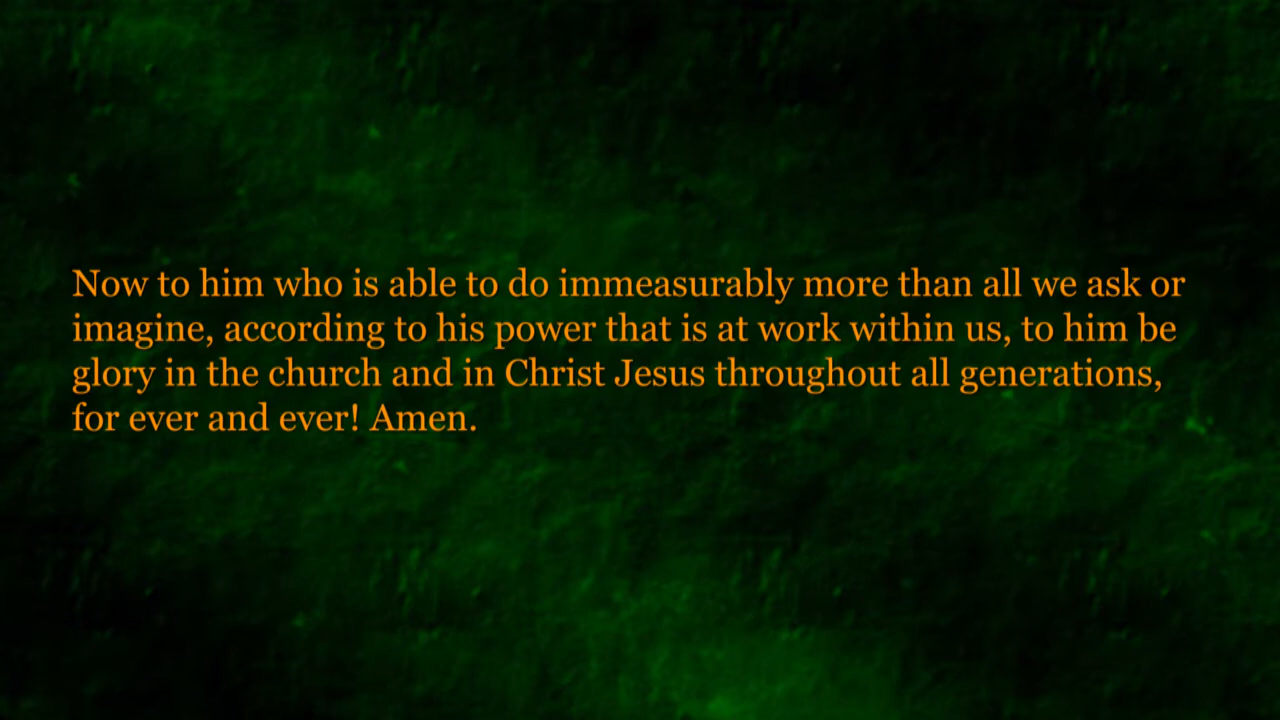 Now to him who is able to do immeasurably more than all we ask or
imagine, according to his power that is at work within us, to him be
glory in the church and in Christ Jesus throughout all generations,
for ever and ever! Amen.